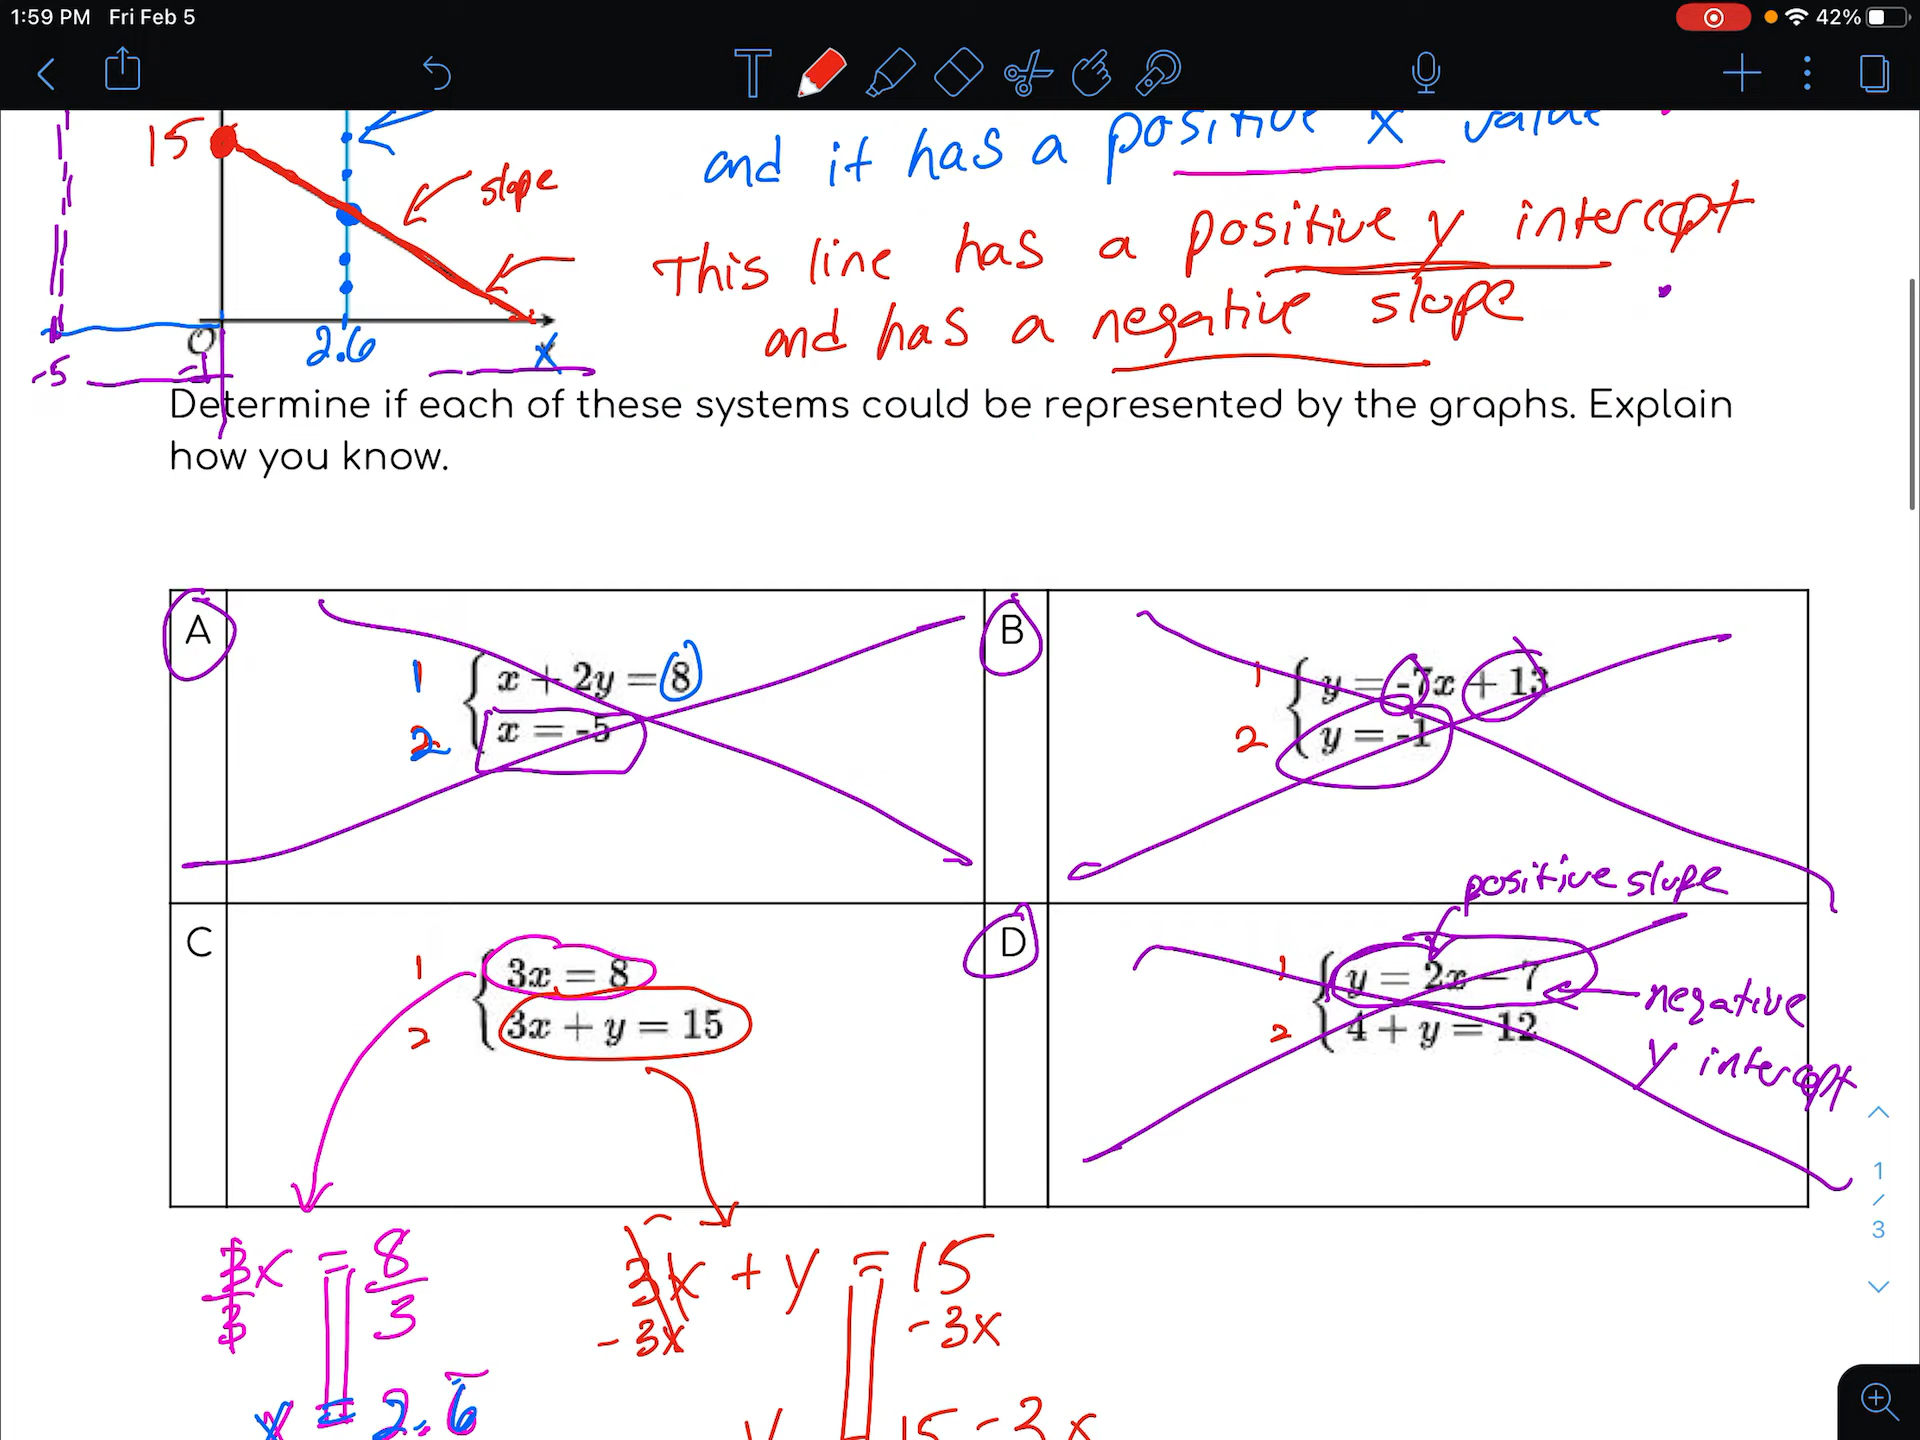 1:59 PM Fri Feb 5
42%
T
and it has a positive x value
15
slope
This line has a positive y intercept
and has a negative slope
O
2.6
x
-5
-1
Determine if each of these systems could be represented by the graphs. Explain
how you know.
A
1 x + 2y = 8
2 x = -5
B
1 y = -7x + 13
2 y = -1
C
1 3x = 8
2 3x + y = 15
D
positive slope
1 y = 2x - 7
2 4 + y = 12
negative
y intercept
1
/
3
3x = 8
3 3
x = 2.6̅
3x + y = 15
-3x -3x
y = 15 - 3x